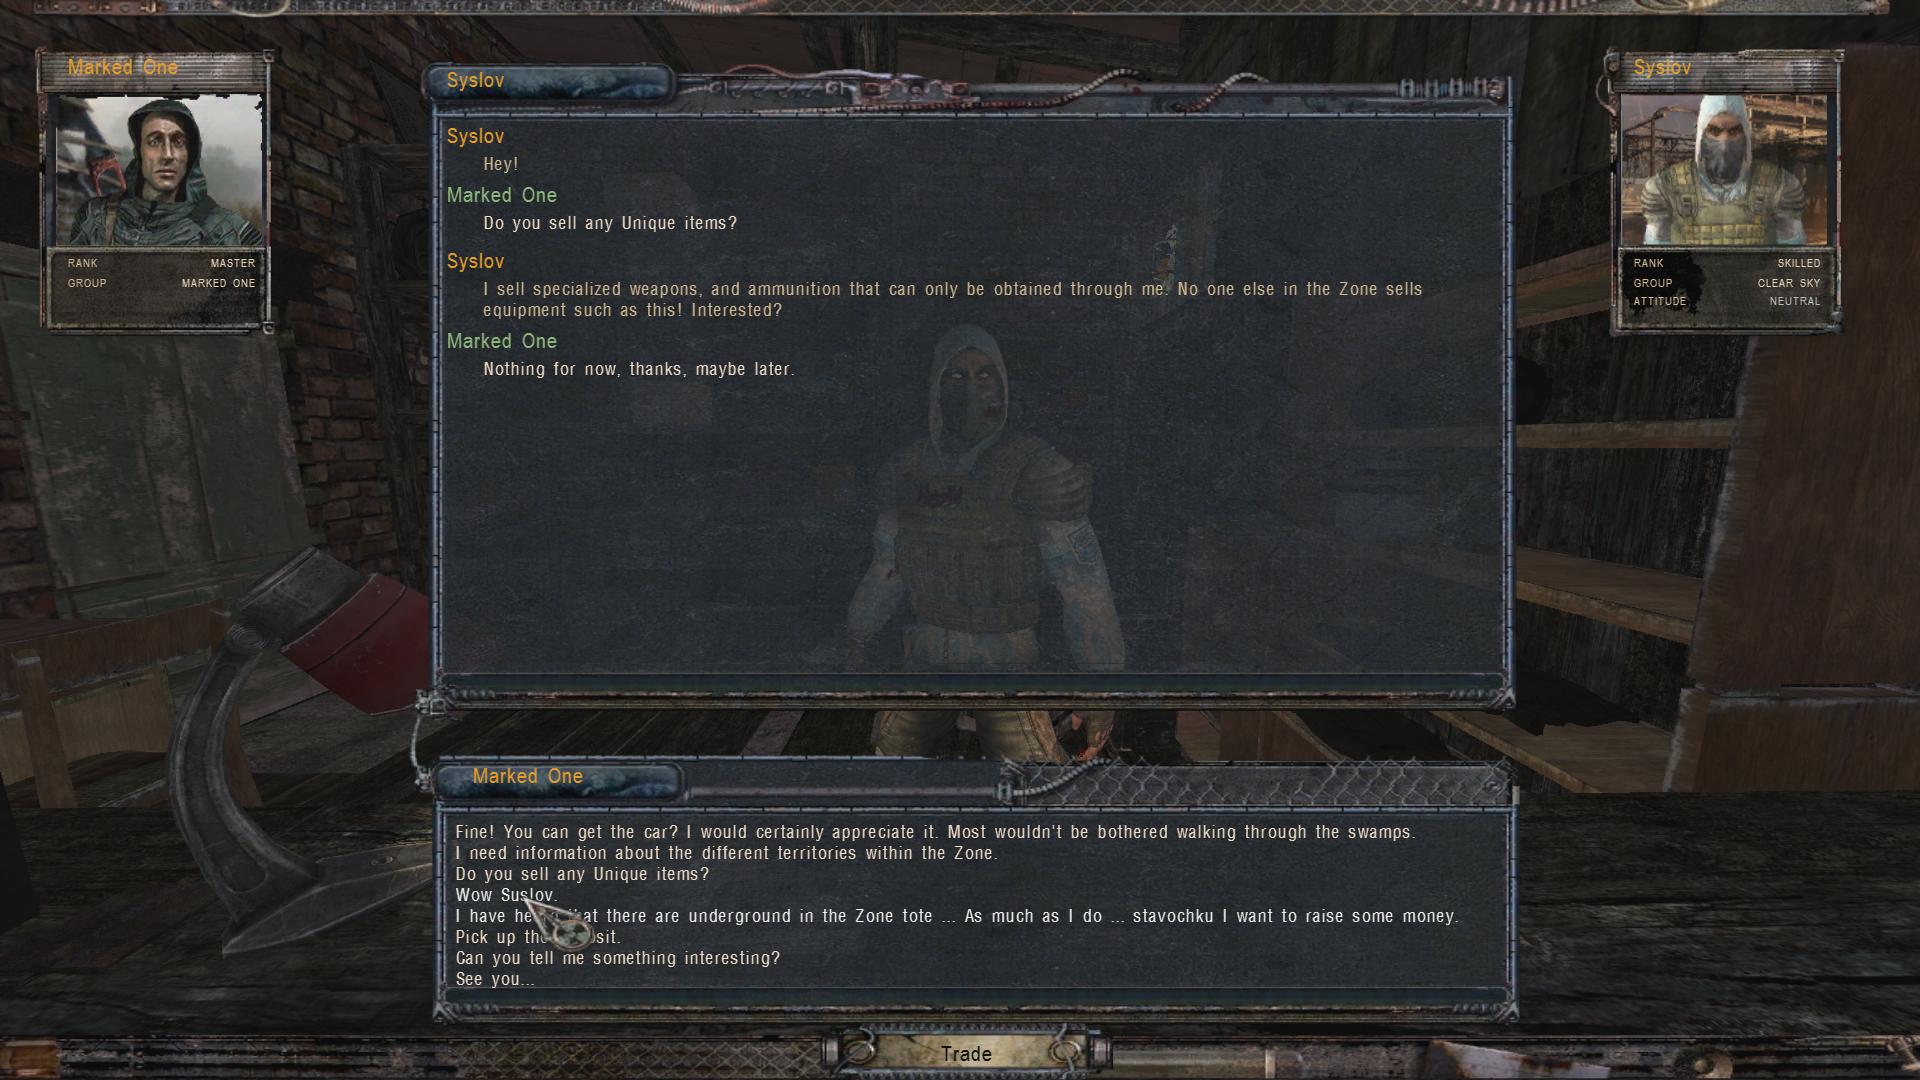 Marked One
RANK MASTER
GROUP MARKED ONE
Syslov
Syslov
Hey!
Marked One
Do you sell any Unique items?
Syslov
I sell specialized weapons, and ammunition that can only be obtained through me. No one else in the Zone sells
equipment such as this! Interested?
Marked One
Nothing for now, thanks, maybe later.
Syslov
RANK SKILLED
GROUP CLEAR SKY
ATTITUDE NEUTRAL
Marked One
Fine! You can get the car? I would certainly appreciate it. Most wouldn't be bothered walking through the swamps.
I need information about the different territories within the Zone.
Do you sell any Unique items?
Wow Suslov.
I have that there are underground in the Zone tote ... As much as I do ... stavochku I want to raise some money.
Pick up
Can you tell me something interesting?
See you...
Trade